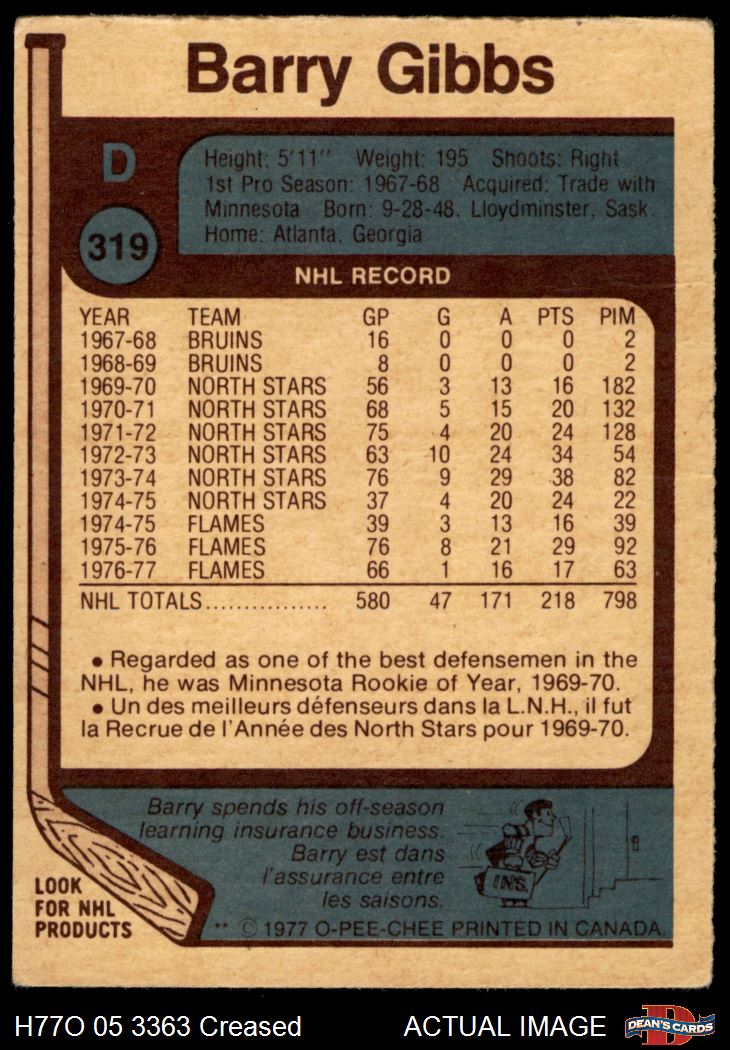 Barry Gibbs
D
Height: 5'11" Weight: 195 Shoots: Right
1st Pro Season: 1967-68 Acquired: Trade with
Minnesota Born: 9-28-48, Lloydminster, Sask.
Home: Atlanta, Georgia
319
NHL RECORD
YEAR TEAM GP G A PTS PIM
1967-68 BRUINS 16 0 0 0 2
1968-69 BRUINS 8 0 0 0 2
1969-70 NORTH STARS 56 3 13 16 182
1970-71 NORTH STARS 68 5 15 20 132
1971-72 NORTH STARS 75 4 20 24 128
1972-73 NORTH STARS 63 10 24 34 54
1973-74 NORTH STARS 76 9 29 38 82
1974-75 NORTH STARS 37 4 20 24 22
1974-75 FLAMES 39 3 13 16 39
1975-76 FLAMES 76 8 21 29 92
1976-77 FLAMES 66 1 16 17 63
NHL TOTALS................ 580 47 171 218 798
• Regarded as one of the best defensemen in the
NHL, he was Minnesota Rookie of Year, 1969-70.
• Un des meilleurs défenseurs dans la L.N.H., il fut
la Recrue de l'Année des North Stars pour 1969-70.
Barry spends his off-season
learning insurance business.
Barry est dans
l'assurance entre
les saisons.
INS.
LOOK
FOR NHL
PRODUCTS
** © 1977 O-PEE-CHEE PRINTED IN CANADA.
H77O 05 3363 Creased ACTUAL IMAGE
D
DEAN'S CARDS